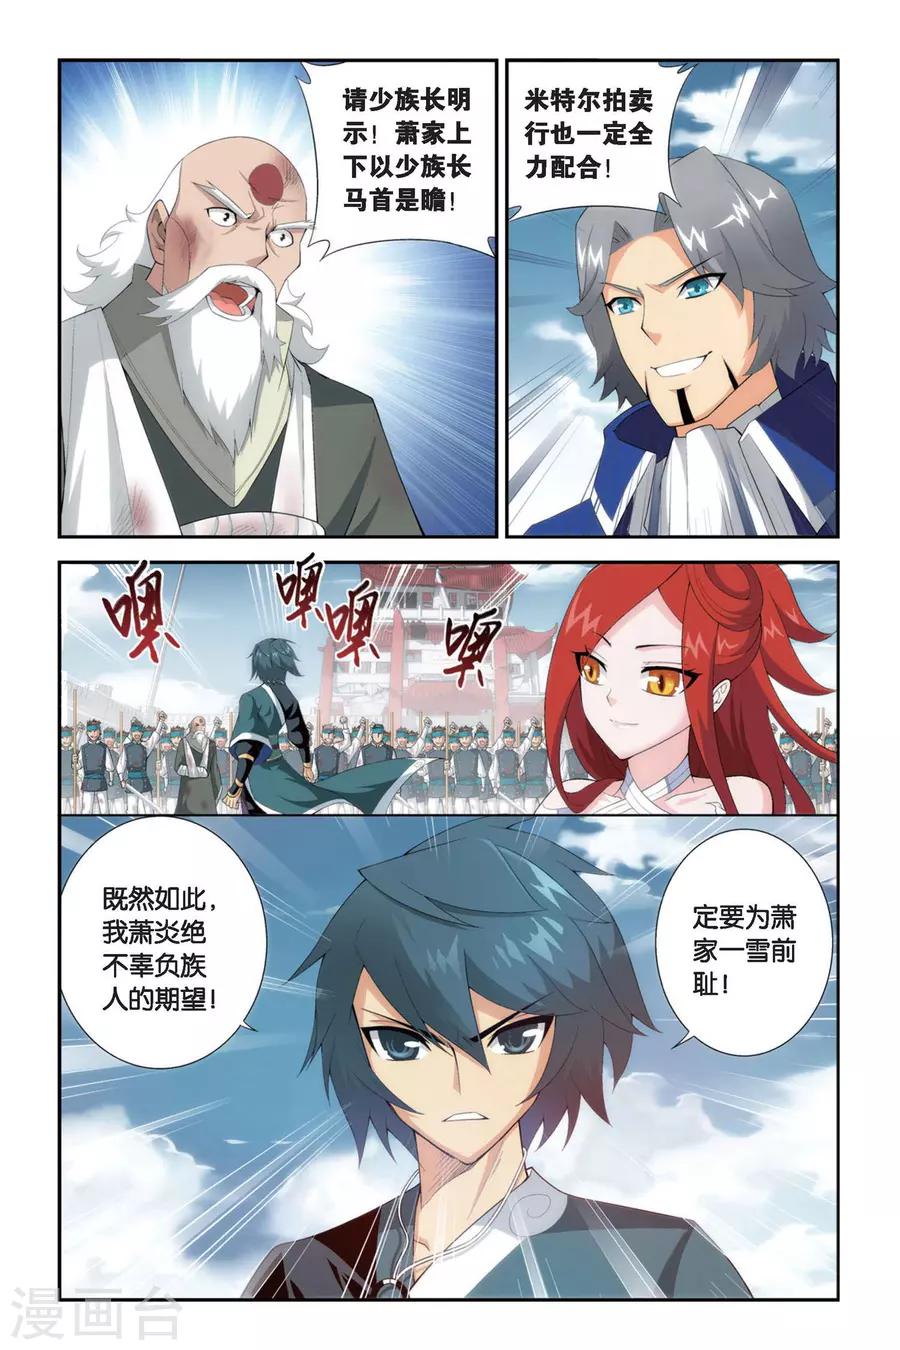 请少族长明
示！萧家上
下以少族长
马首是瞻！
米特尔拍卖
行也一定全
力配合！
噢
噢
噢
噢
既然如此，
我萧炎绝
不辜负族
人的期望！
定要为萧
家一雪前
耻！
漫画台